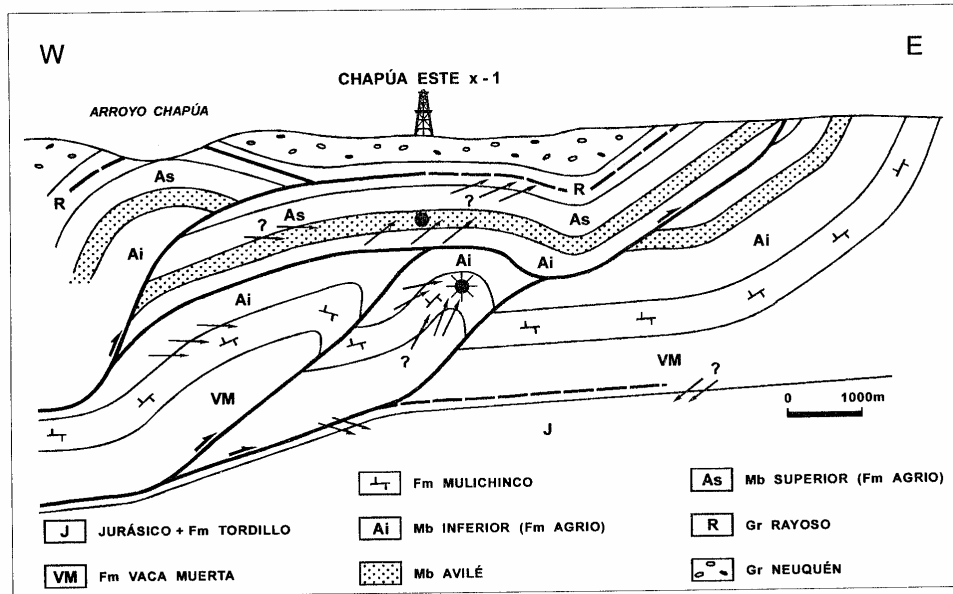 W
E
CHAPÚA ESTE x - 1
ARROYO CHAPÚA
As
R
R
?
As
?
As
Ai
Ai
Ai
Ai
Ai
?
VM
VM
?
0 1000m
J
Fm MULICHINCO
As Mb SUPERIOR (Fm AGRIO)
J JURÁSICO + Fm TORDILLO
Ai Mb INFERIOR (Fm AGRIO)
R Gr RAYOSO
VM Fm VACA MUERTA
Mb AVILÉ
Gr NEUQUÉN